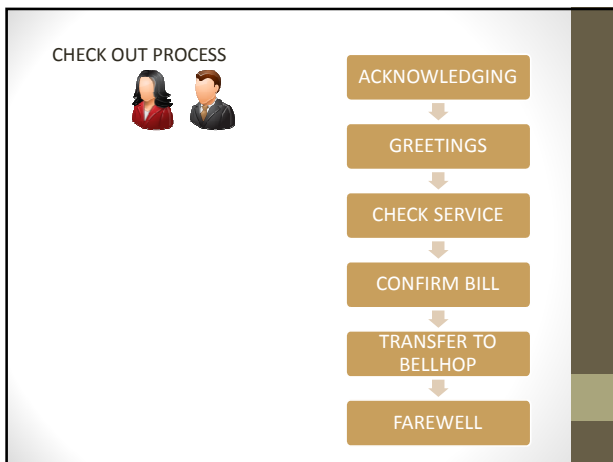 CHECK OUT PROCESS
ACKNOWLEDGING
GREETINGS
CHECK SERVICE
CONFIRM BILL
TRANSFER TO
BELLHOP
FAREWELL